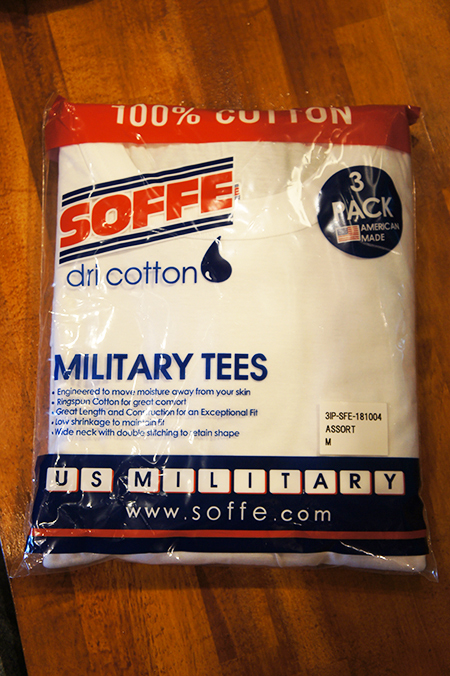 100% COTTON
SOFFE
dri cotton
3
PACK
AMERICAN
MADE
MILITARY TEES
• Engineered to move moisture away from your skin
• Ringspun Cotton for great comfort
• Great Length and Construction for an Exceptional Fit
• Low shrinkage to maintain fit
• Wide neck with double stitching to retain shape
3IP-SFE-181004
ASSORT
M
US MILITARY
www.soffe.com